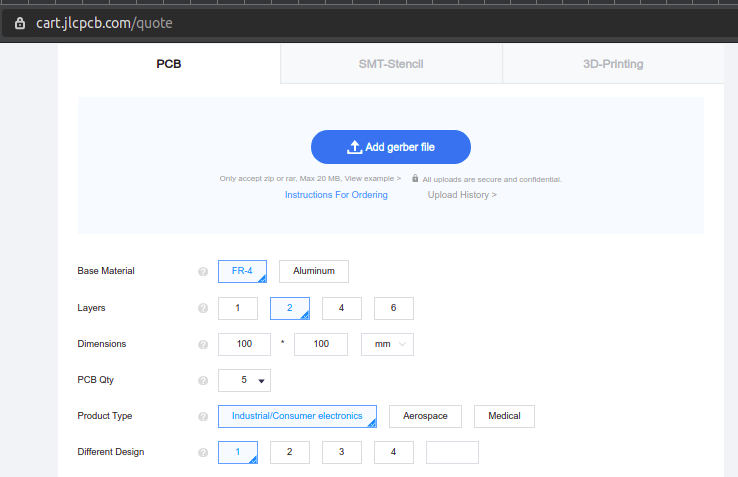 cart.jlcpcb.com/quote
PCB SMT-Stencil 3D-Printing
Add gerber file
Only accept zip or rar, Max 20 MB, View example > All uploads are secure and confidential.
Instructions For Ordering Upload History >
Base Material ? FR-4 Aluminum
Layers ? 1 2 4 6
Dimensions ? 100 * 100 mm
PCB Qty ? 5
Product Type ? Industrial/Consumer electronics Aerospace Medical
Different Design ? 1 2 3 4